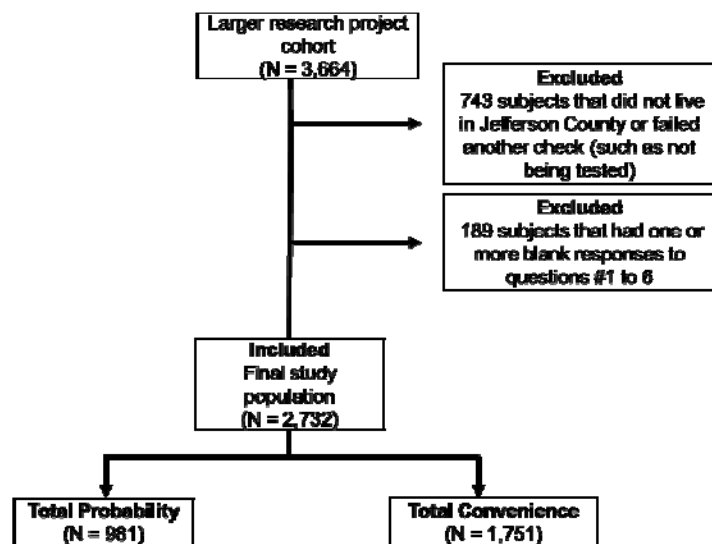 Larger research project
cohort
(N = 3,664)
Excluded
743 subjects that did not live
in Jefferson County or failed
another check (such as not
being tested)
Excluded
189 subjects that had one or
more blank responses to
questions #1 to 6
Included
Final study
population
(N = 2,732)
Total Probability
(N = 981)
Total Convenience
(N = 1,751)